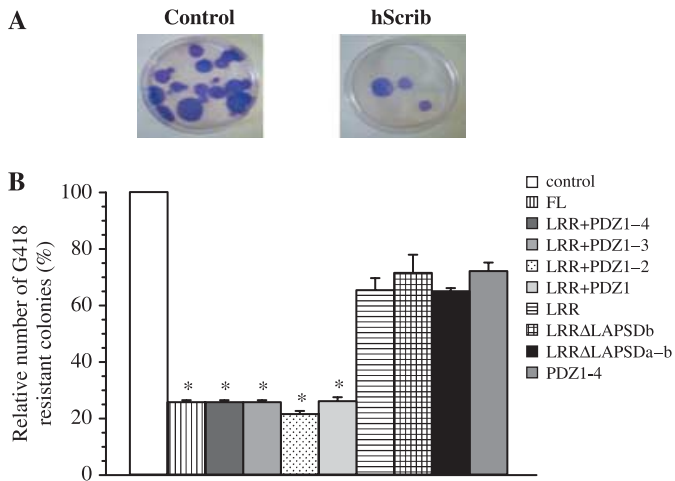 A
Control
hScrib
B
Relative number of G418
resistant colonies (%)
100
80
60
40
20
0
* * * * *
control
FL
LRR+PDZ1–4
LRR+PDZ1–3
LRR+PDZ1–2
LRR+PDZ1
LRR
LRRΔLAPSDb
LRRΔLAPSDa–b
PDZ1-4